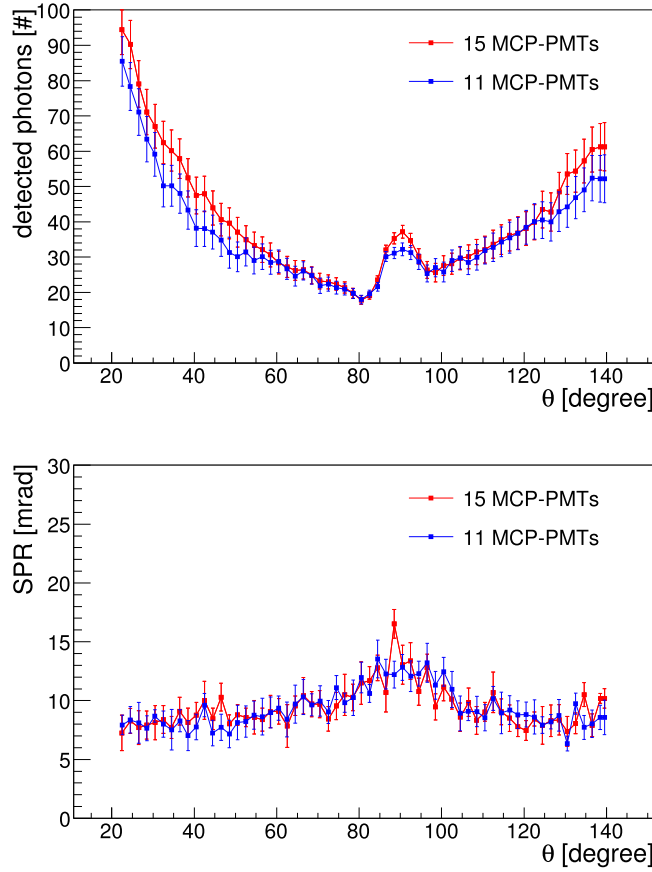 detected photons [#]
100
90
80
70
60
50
40
30
20
10
0
15 MCP-PMTs
11 MCP-PMTs
20 40 60 80 100 120 140
θ [degree]
SPR [mrad]
30
25
20
15
10
5
0
15 MCP-PMTs
11 MCP-PMTs
20 40 60 80 100 120 140
θ [degree]